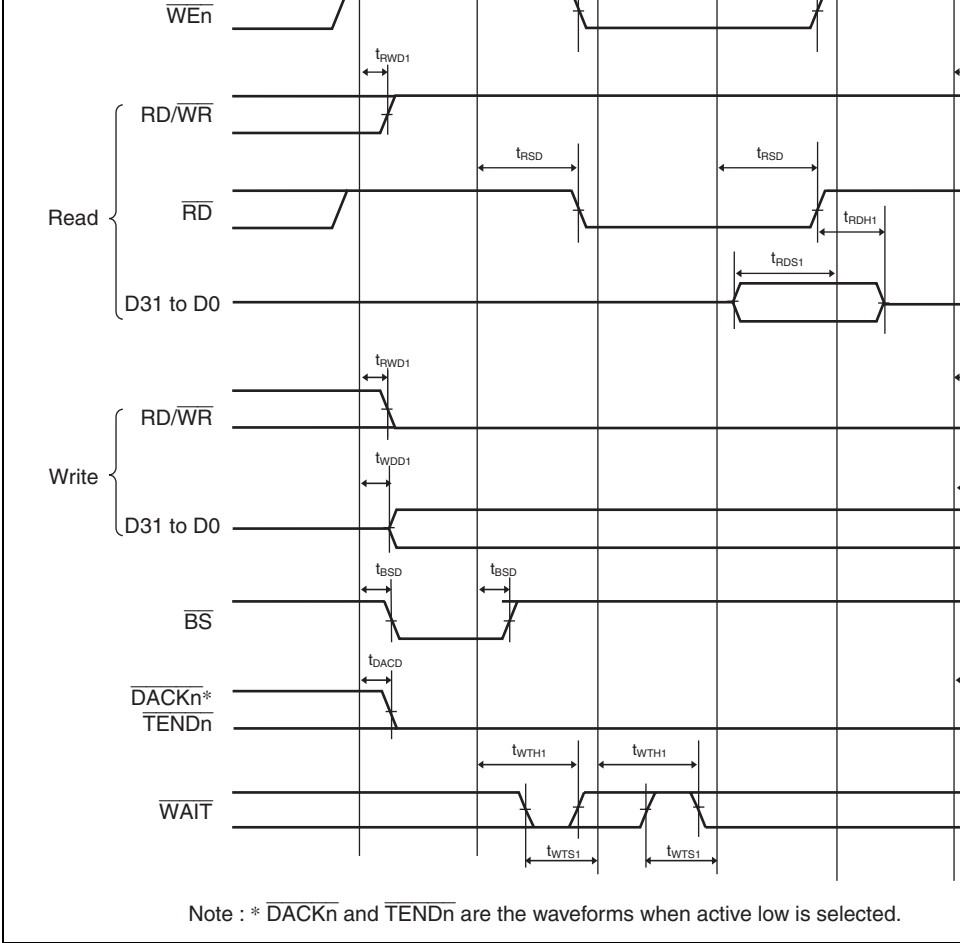 WEn
tRWD1
RD/WR
tRSD tRSD
Read
RD
tRDH1
tRDS1
D31 to D0
tRWD1
RD/WR
tWDD1
Write
D31 to D0
tBSD tBSD
BS
tDACD
DACKn*
TENDn
tWTH1 tWTH1
WAIT
tWTS1 tWTS1
Note : * DACKn and TENDn are the waveforms when active low is selected.